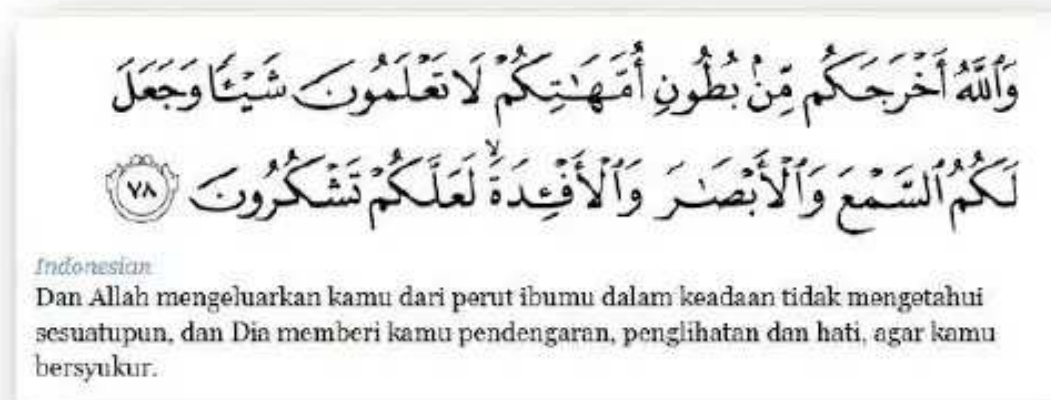 وَٱللَّهُ أَخْرَجَكُم مِّنۢ بُطُونِ أُمَّهَـٰتِكُمْ لَا تَعْلَمُونَ شَيْـًٔا وَجَعَلَ
لَكُمُ ٱلسَّمْعَ وَٱلْأَبْصَـٰرَ وَٱلْأَفْـِٔدَةَ ۙ لَعَلَّكُمْ تَشْكُرُونَ ٧٨
Indonesian
Dan Allah mengeluarkan kamu dari perut ibumu dalam keadaan tidak mengetahui
sesuatupun, dan Dia memberi kamu pendengaran, penglihatan dan hati, agar kamu
bersyukur.